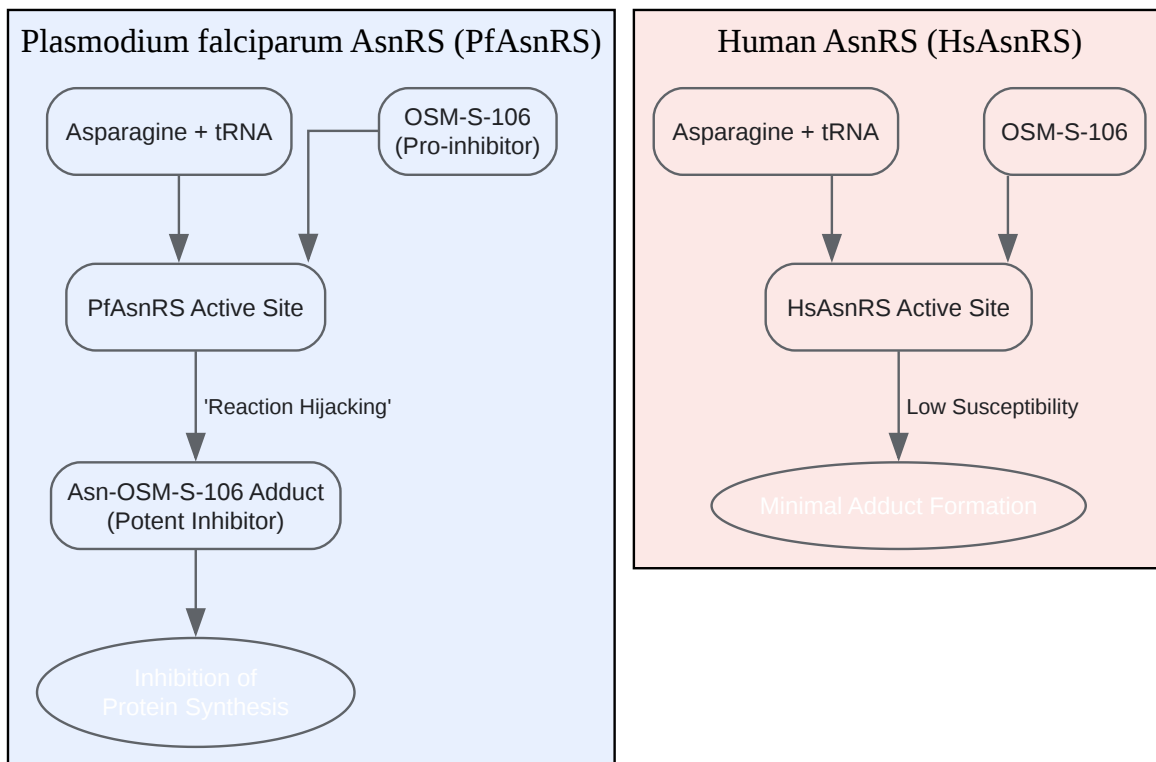 Plasmodium falciparum AsnRS (PfAsnRS)
Asparagine + tRNA
OSM-S-106
(Pro-inhibitor)
PfAsnRS Active Site
'Reaction Hijacking'
Asn-OSM-S-106 Adduct
(Potent Inhibitor)
Inhibition of
Protein Synthesis
Human AsnRS (HsAsnRS)
Asparagine + tRNA
OSM-S-106
HsAsnRS Active Site
Low Susceptibility
Minimal Adduct Formation